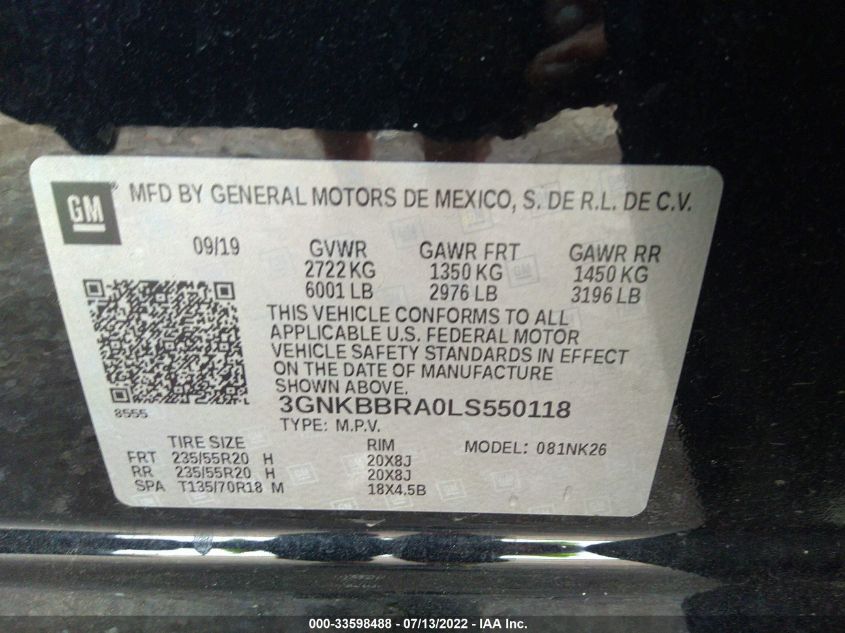 GM® MFD BY GENERAL MOTORS DE MEXICO, S. DE R.L. DE C.V.
09/19 GVWR GAWR FRT GAWR RR
2722 KG 1350 KG 1450 KG
6001 LB 2976 LB 3196 LB
THIS VEHICLE CONFORMS TO ALL
APPLICABLE U.S. FEDERAL MOTOR
VEHICLE SAFETY STANDARDS IN EFFECT
ON THE DATE OF MANUFACTURE
SHOWN ABOVE.
8555
3GNKBBRA0LS550118
TYPE: M.P.V.
TIRE SIZE RIM MODEL: 081NK26
FRT 235/55R20 H 20X8J
RR 235/55R20 H 20X8J
SPA T135/70R18 M 18X4.5B
000-33598488 - 07/13/2022 - IAA Inc.